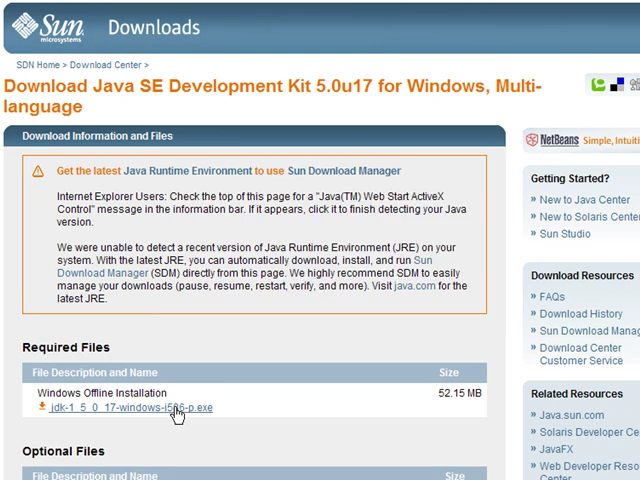 Sun
microsystems
Downloads
SDN Home > Download Center >
Download Java SE Development Kit 5.0u17 for Windows, Multi-
language
Download Information and Files
Get the latest Java Runtime Environment to use Sun Download Manager
Internet Explorer Users: Check the top of this page for a "Java(TM) Web Start ActiveX
Control" message in the information bar. If it appears, click it to finish detecting your Java
version.
We were unable to detect a recent version of Java Runtime Environment (JRE) on your
system. With the latest JRE, you can automatically download, install, and run Sun
Download Manager (SDM) directly from this page. We highly recommend SDM to easily
manage your downloads (pause, resume, restart, verify, and more). Visit java.com for the
latest JRE.
Required Files
File Description and Name Size
Windows Offline Installation 52.15 MB
jdk-1_5_0_17-windows-i586-p.exe
Optional Files
File Description and Name Size
NetBeans Simple, Intuiti
Getting Started?
» New to Java Center
» New to Solaris Center
» Sun Studio
Download Resources
» FAQs
» Download History
» Sun Download Manag
» Download Center
Customer Service
Related Resources
» Java.sun.com
» Solaris Developer Ce
» JavaFX
» Web Developer Reso
Center